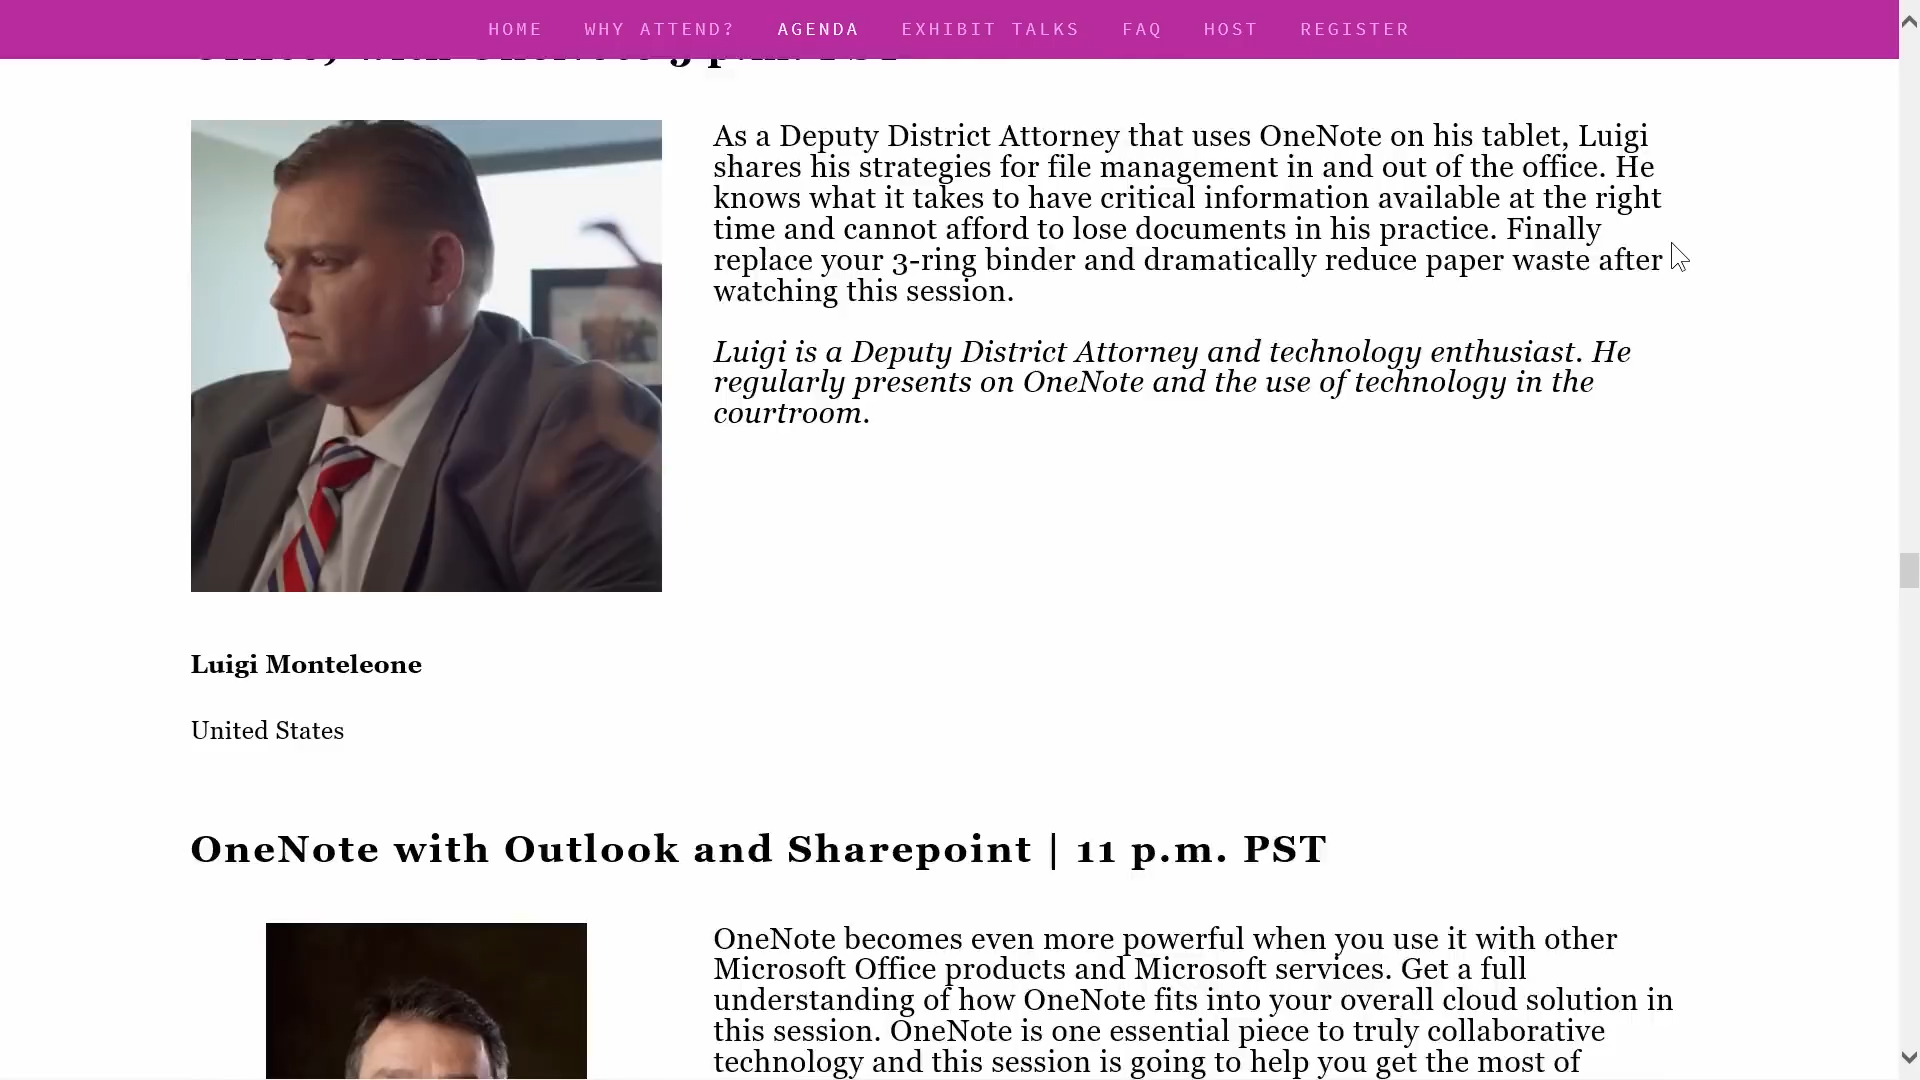 HOME WHY ATTEND? AGENDA EXHIBIT TALKS FAQ HOST REGISTER
As a Deputy District Attorney that uses OneNote on his tablet, Luigi
shares his strategies for file management in and out of the office. He
knows what it takes to have critical information available at the right
time and cannot afford to lose documents in his practice. Finally
replace your 3-ring binder and dramatically reduce paper waste after
watching this session.
Luigi is a Deputy District Attorney and technology enthusiast. He
regularly presents on OneNote and the use of technology in the
courtroom.
Luigi Monteleone
United States
OneNote with Outlook and Sharepoint | 11 p.m. PST
OneNote becomes even more powerful when you use it with other
Microsoft Office products and Microsoft services. Get a full
understanding of how OneNote fits into your overall cloud solution in
this session. OneNote is one essential piece to truly collaborative
technology and this session is going to help you get the most of